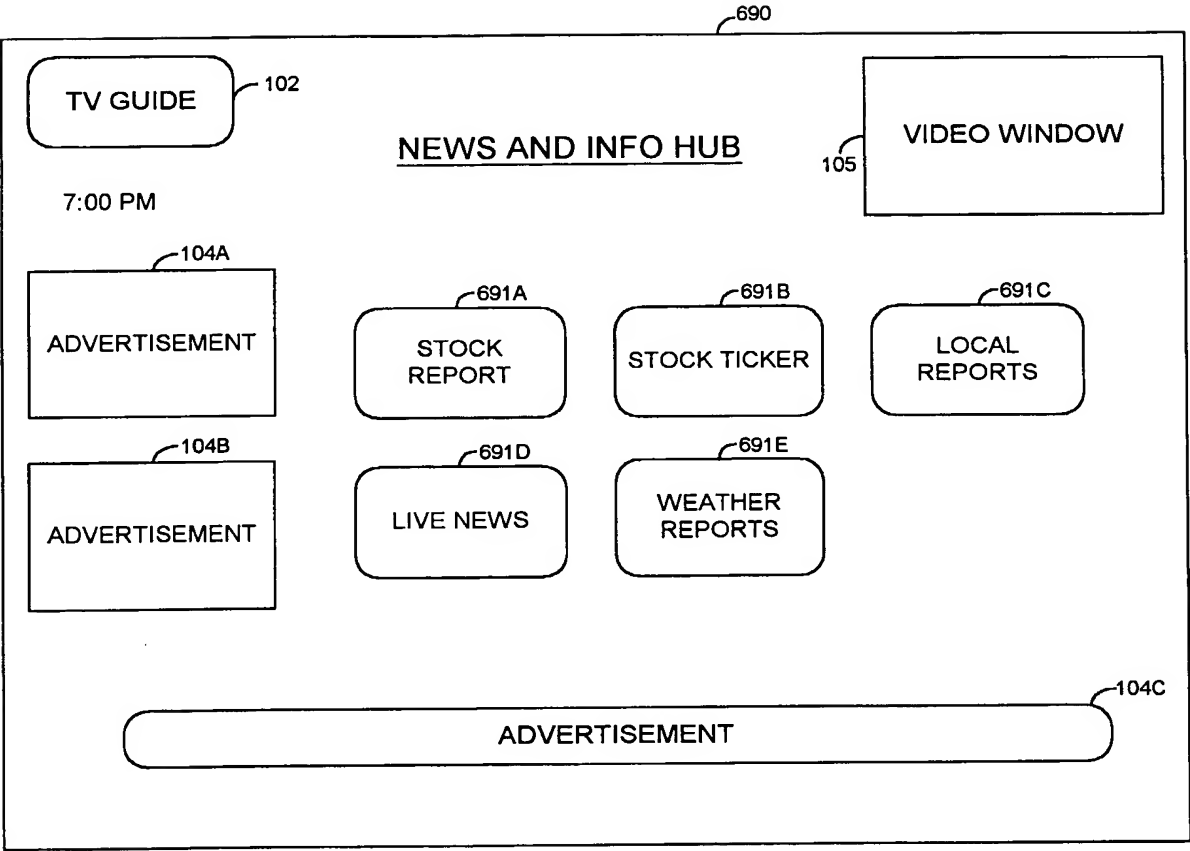 690
TV GUIDE
102
NEWS AND INFO HUB
105
VIDEO WINDOW
7:00 PM
104A
ADVERTISEMENT
691A
STOCK
REPORT
691B
STOCK TICKER
691C
LOCAL
REPORTS
104B
ADVERTISEMENT
691D
LIVE NEWS
691E
WEATHER
REPORTS
104C
ADVERTISEMENT